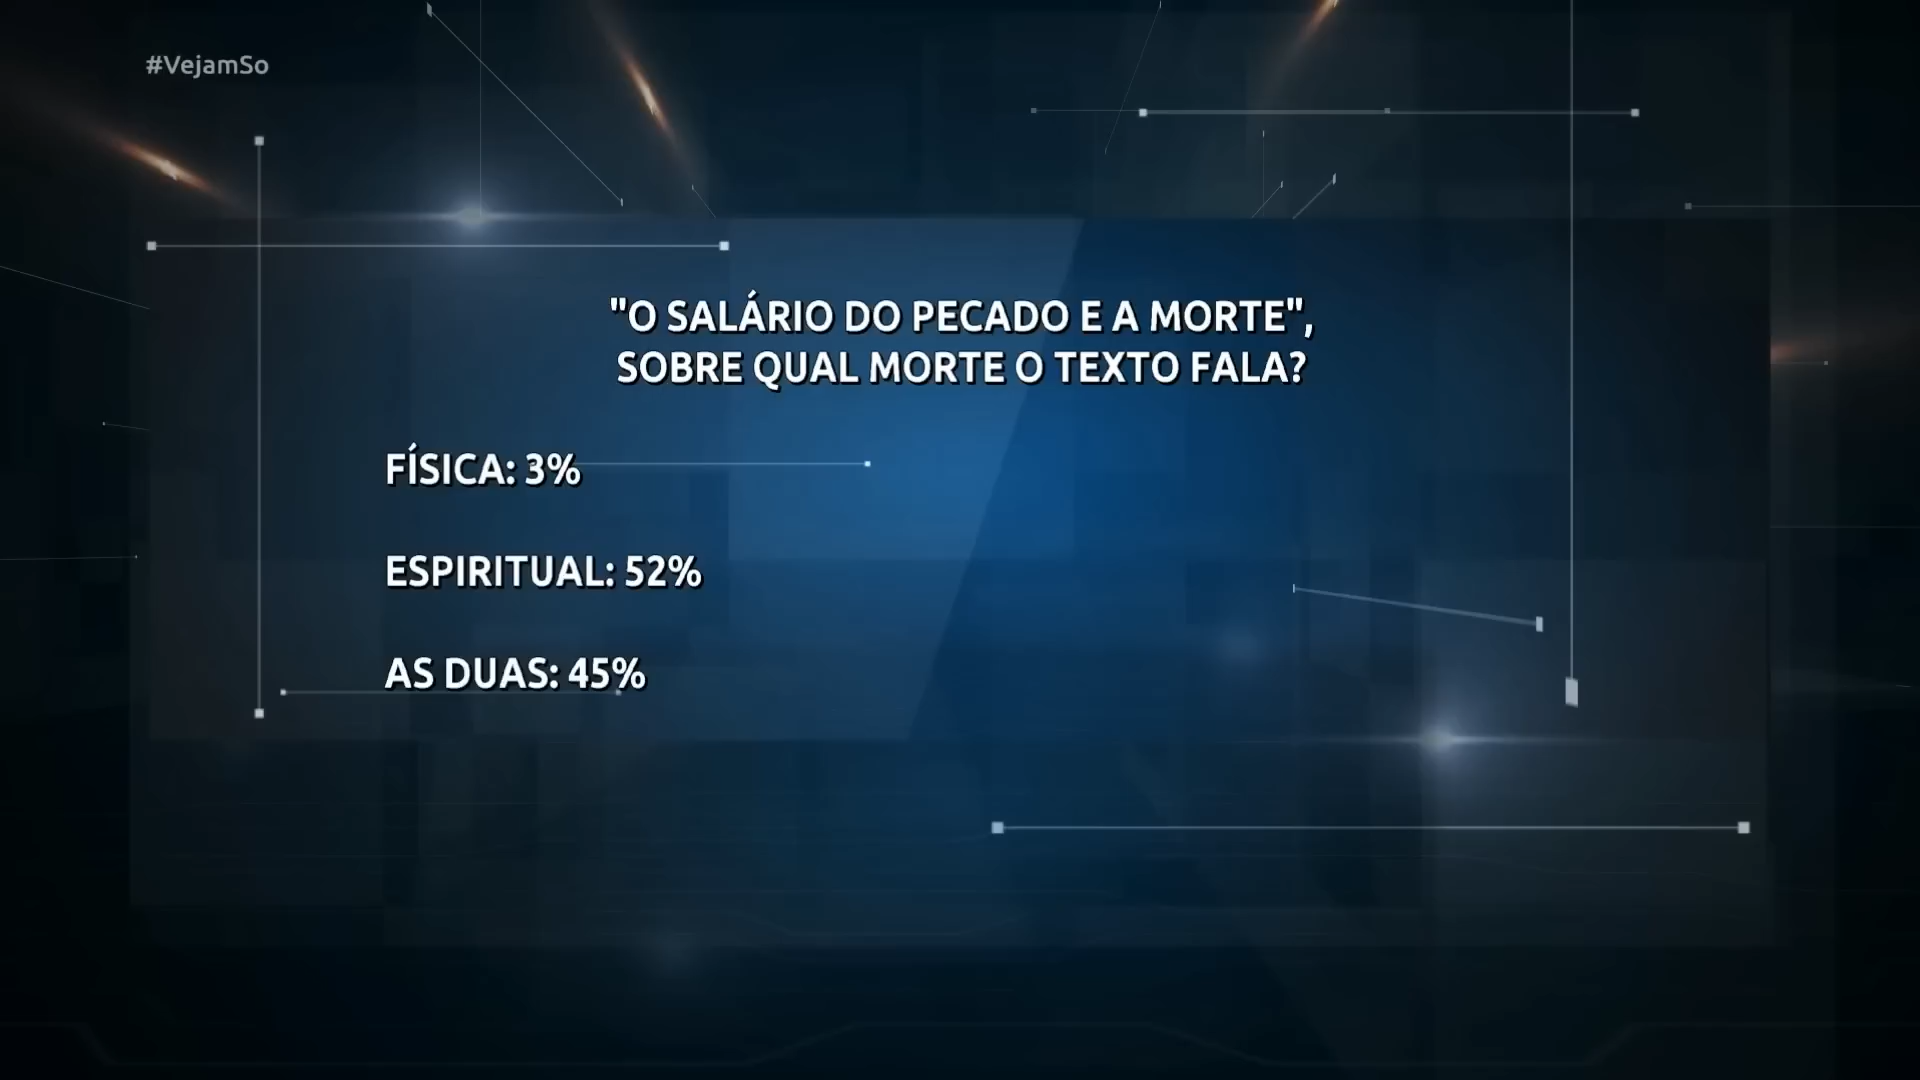 #VejamSo
"O SALÁRIO DO PECADO E A MORTE",
SOBRE QUAL MORTE O TEXTO FALA?
FÍSICA: 3%
ESPIRITUAL: 52%
AS DUAS: 45%